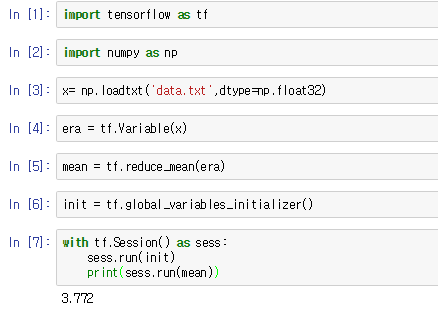 In [1]: import tensorflow as tf
In [2]: import numpy as np
In [3]: x= np.loadtxt('data.txt',dtype=np.float32)
In [4]: era = tf.Variable(x)
In [5]: mean = tf.reduce_mean(era)
In [6]: init = tf.global_variables_initializer()
In [7]: with tf.Session() as sess:
    sess.run(init)
    print(sess.run(mean))
3.772